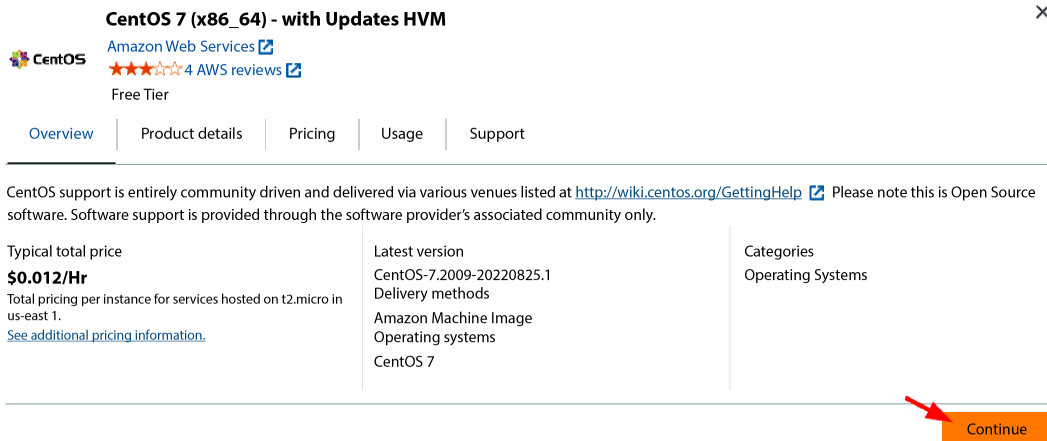 CentOS 7 (x86_64) - with Updates HVM
CentOS
Amazon Web Services
4 AWS reviews
Free Tier
Overview
Product details
Pricing
Usage
Support
CentOS support is entirely community driven and delivered via various venues listed at http://wiki.centos.org/GettingHelp Please note this is Open Source
software. Software support is provided through the software provider's associated community only.
Typical total price
$0.012/Hr
Total pricing per instance for services hosted on t2.micro in
us-east 1.
See additional pricing information.
Latest version
CentOS-7.2009-20220825.1
Delivery methods
Amazon Machine Image
Operating systems
CentOS 7
Categories
Operating Systems
Continue